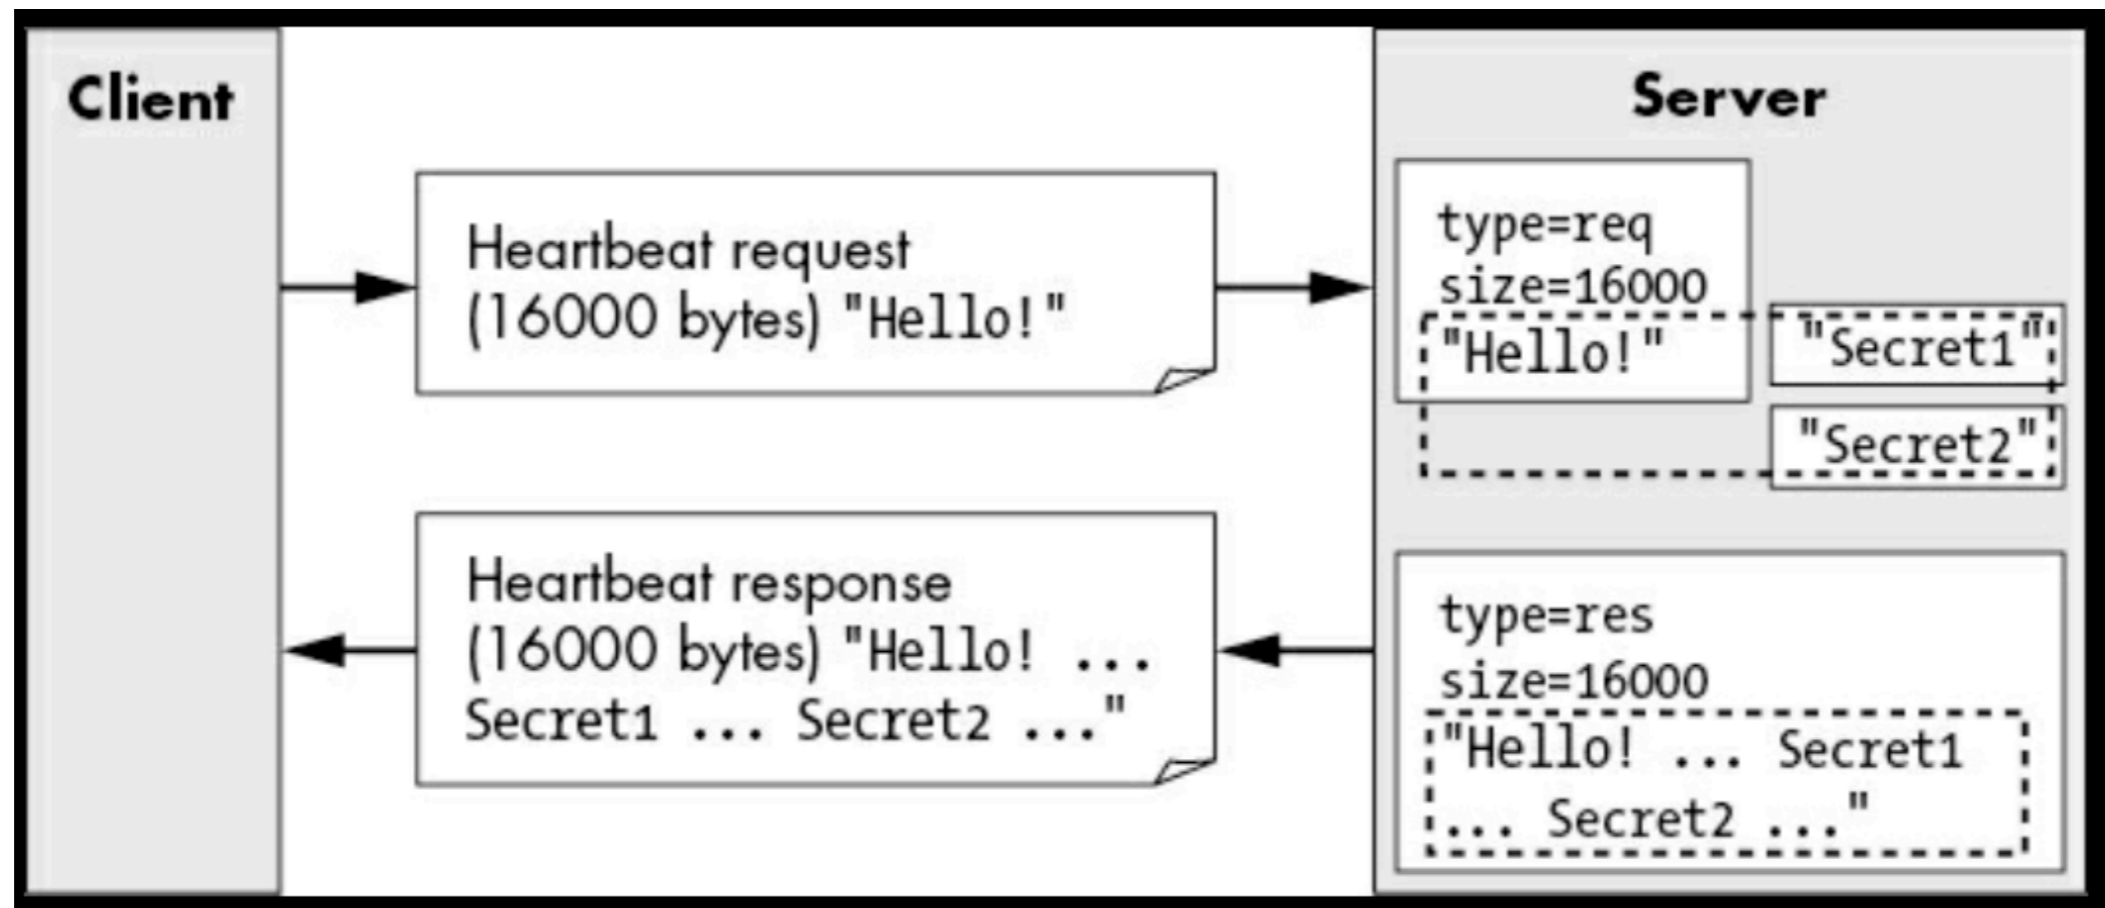 Client
Heartbeat request
(16000 bytes) "Hello!"
Heartbeat response
(16000 bytes) "Hello! ...
Secret1 ... Secret2 ..."
Server
type=req
size=16000
"Hello!"
"Secret1"
"Secret2"
type=res
size=16000
"Hello! ... Secret1
... Secret2 ..."